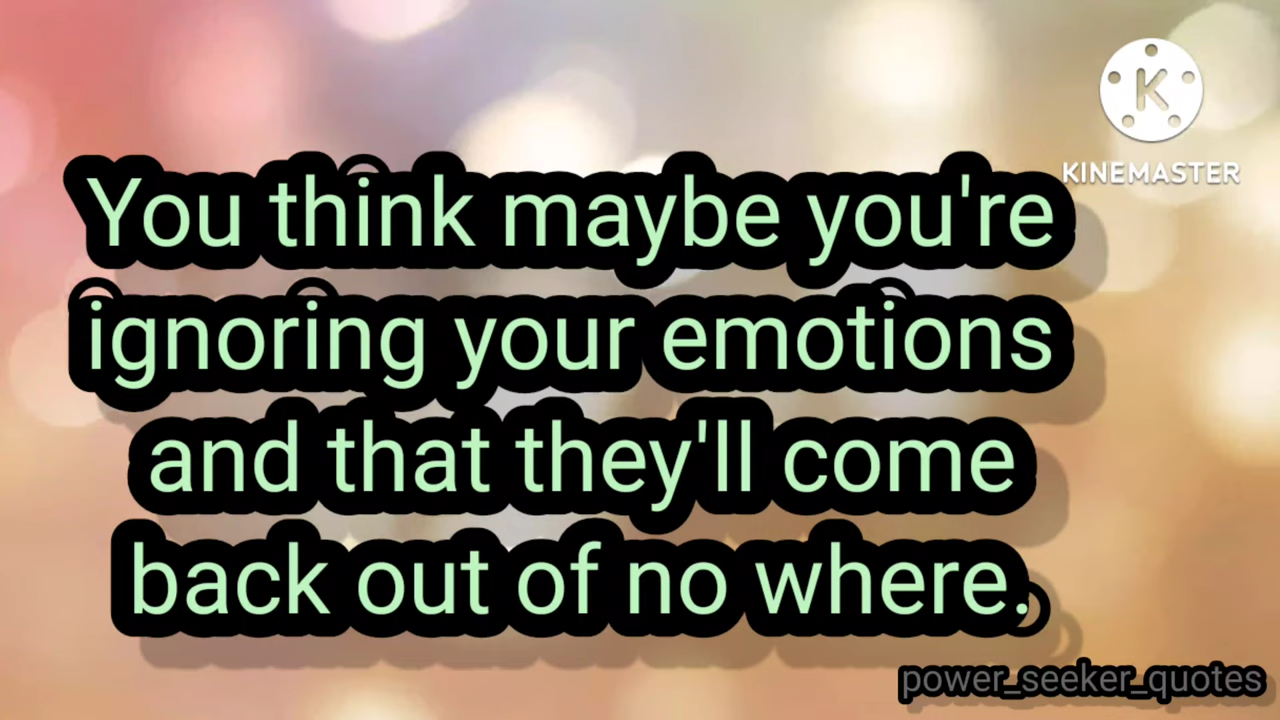 KINEMASTER
You think maybe you're
ignoring your emotions
and that they'll come
back out of no where.
power_seeker_quotes